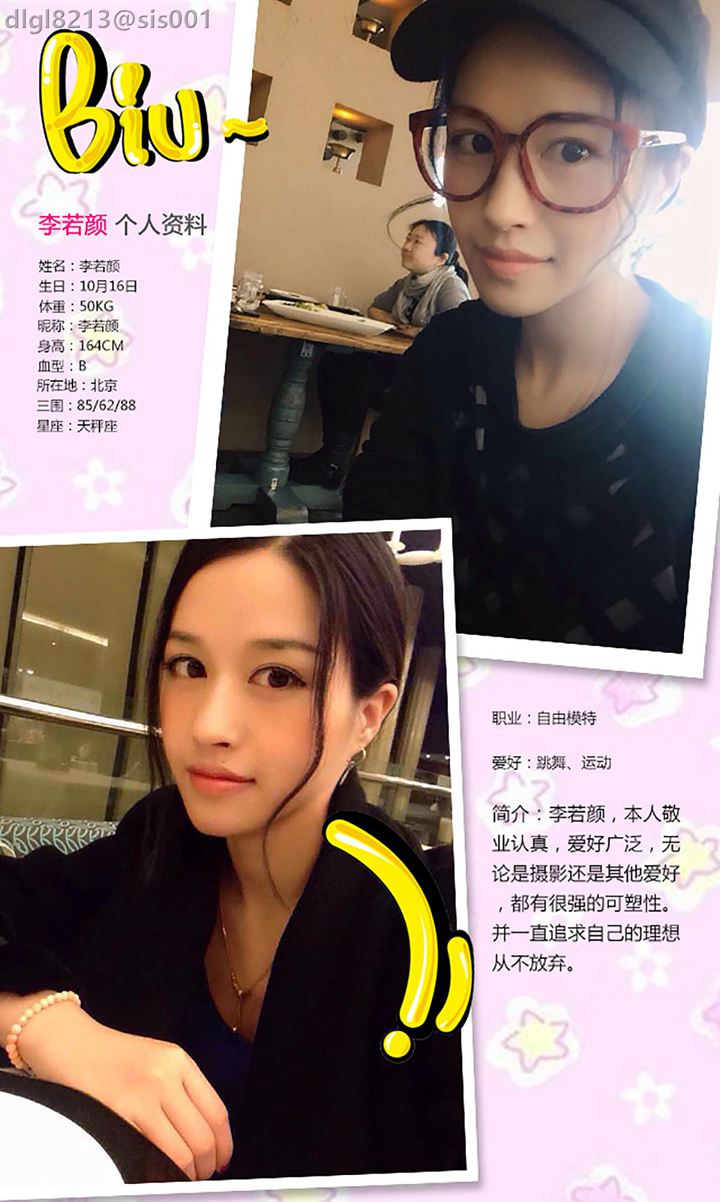 dlgl8213@sis001
Biu~
李若颜 个人资料
姓名：李若颜
生日：10月16日
体重：50KG
昵称：李若颜
身高：164CM
血型：B
所在地：北京
三围：85/62/88
星座：天秤座
职业：自由模特
爱好：跳舞、运动
简介：李若颜，本人敬
业认真，爱好广泛，无
论是摄影还是其他爱好
，都有很强的可塑性。
并一直追求自己的理想
从不放弃。